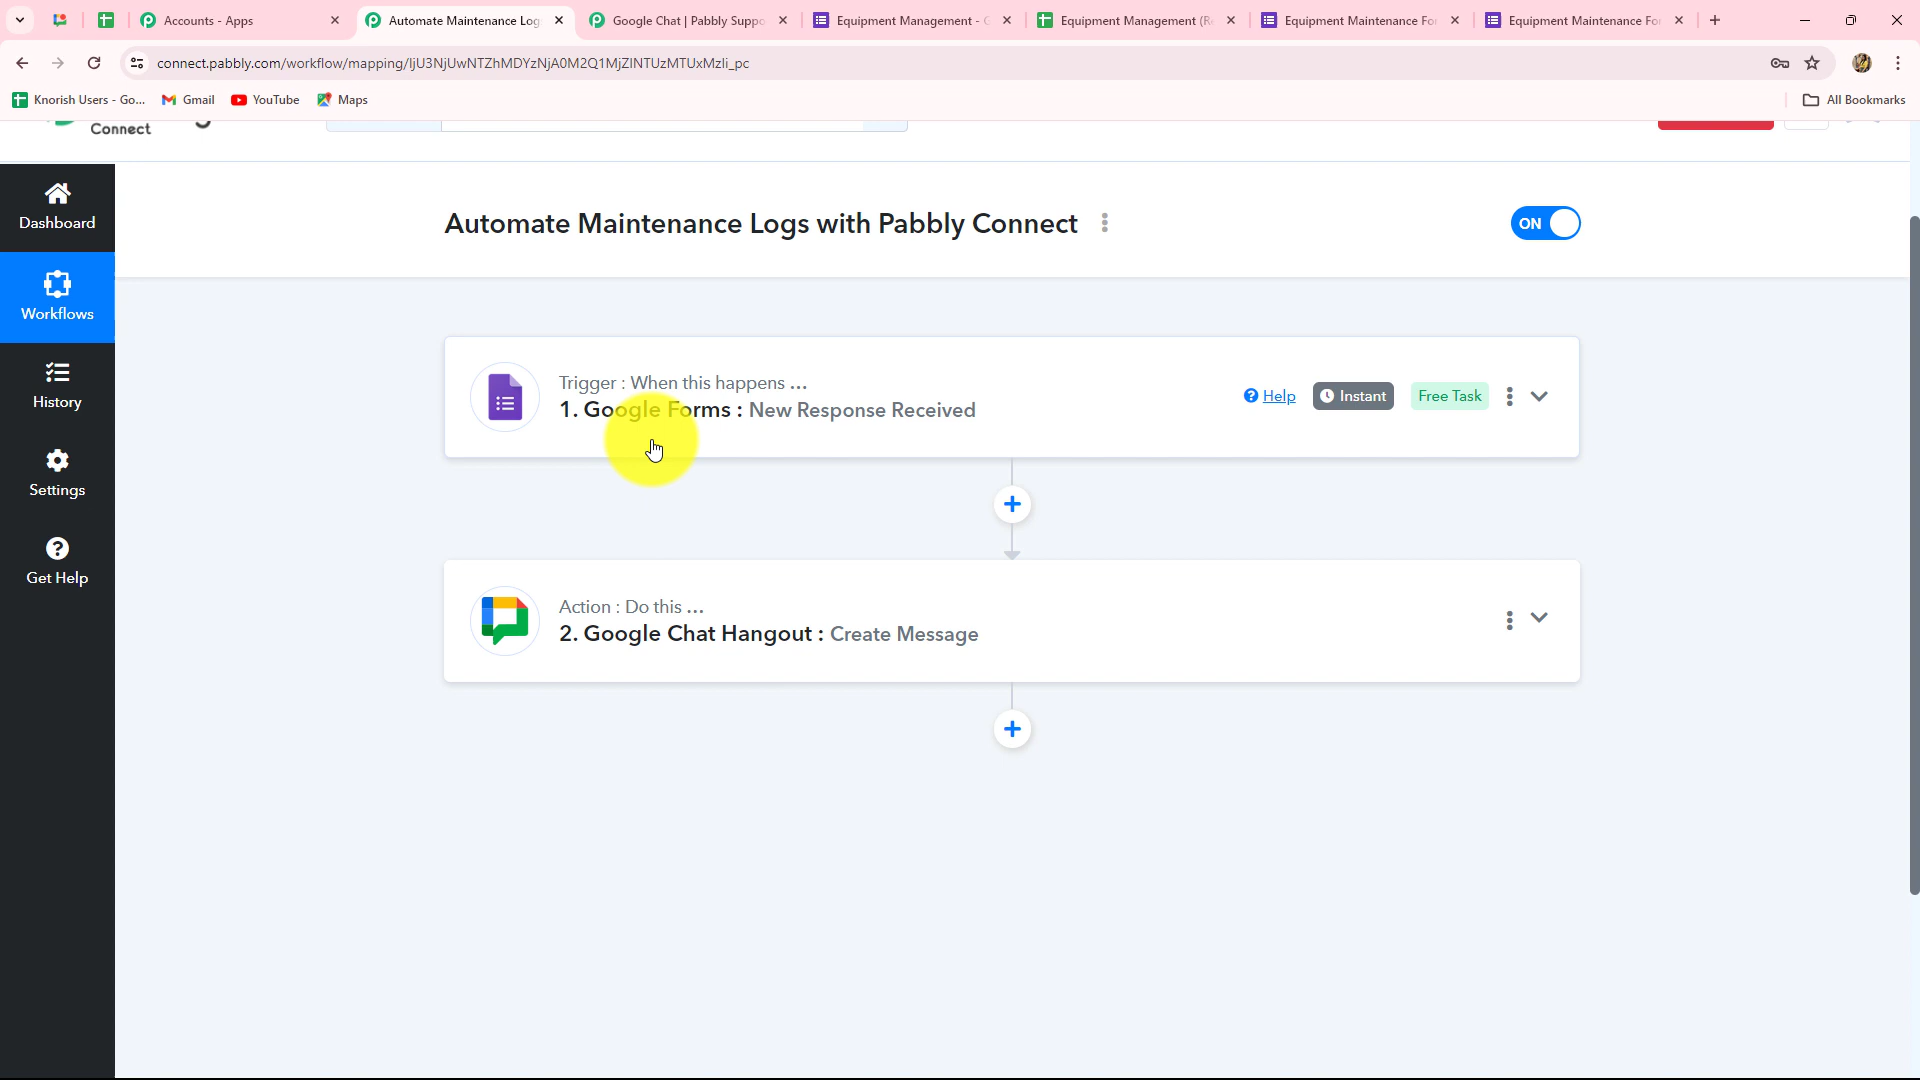 Accounts - Apps
Automate Maintenance Log
Google Chat | Pabbly Suppo
Equipment Management - G
Equipment Management (Re
Equipment Maintenance For
Equipment Maintenance For
connect.pabbly.com/workflow/mapping/IjU3NjUwNTZhMDYzNjA0M2Q1MjZlNTUzMTUxMzIi_pc
Knorish Users - Go...
Gmail
YouTube
Maps
All Bookmarks
Connect
Dashboard
Workflows
History
Settings
Get Help
Automate Maintenance Logs with Pabbly Connect
ON
Trigger : When this happens ...
1. Google Forms : New Response Received
Help
Instant
Free Task
Action : Do this ...
2. Google Chat Hangout : Create Message